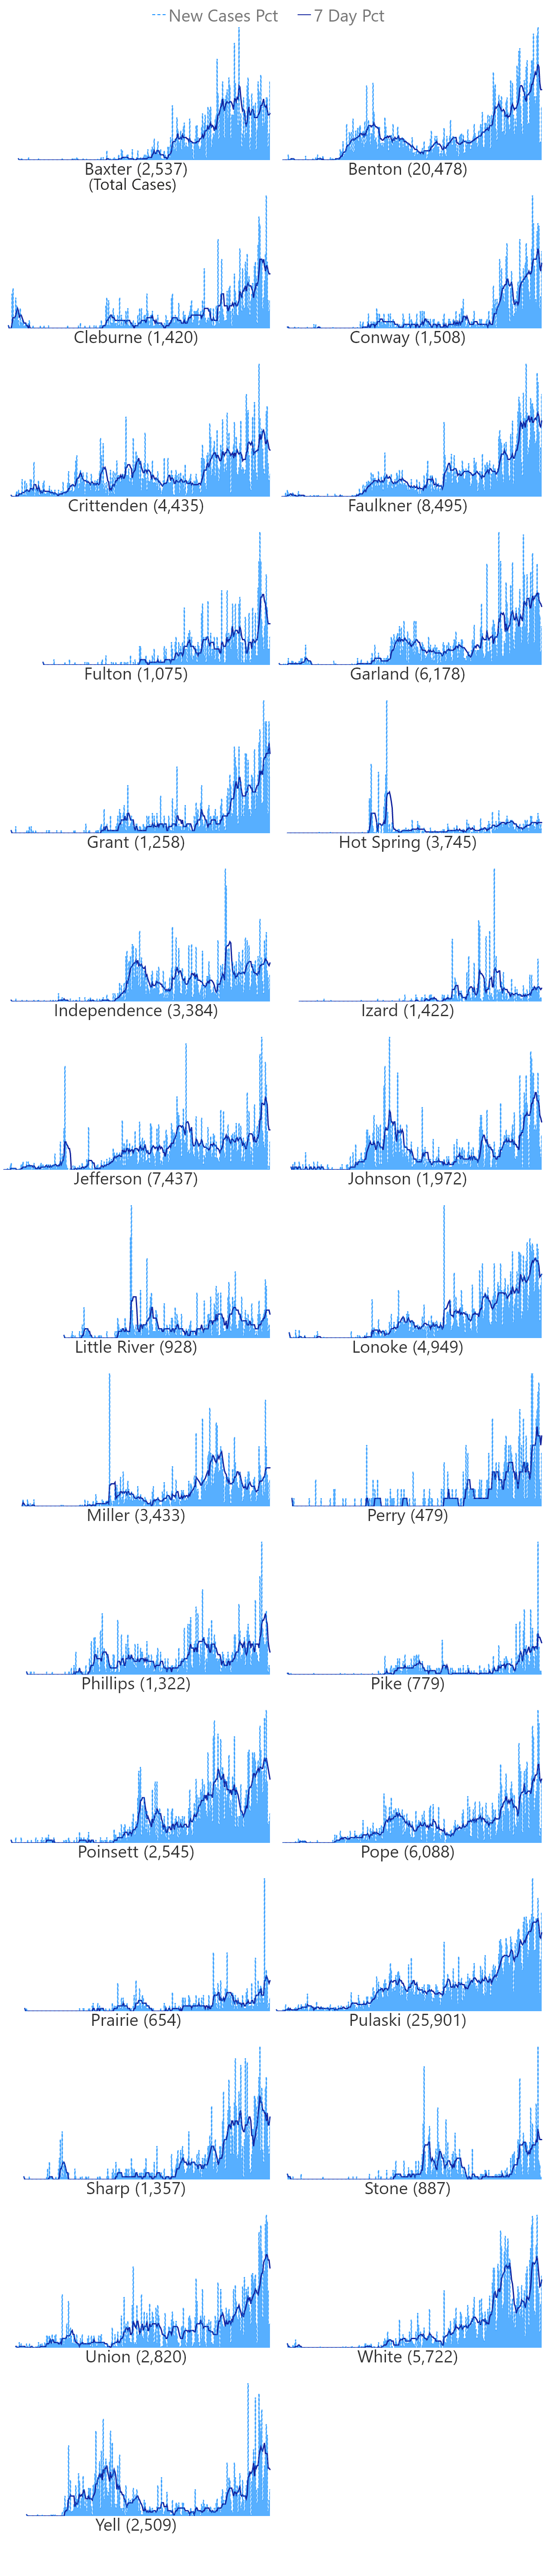 New Cases Pct 7 Day Pct
Baxter (2,537)
(Total Cases)
Benton (20,478)
Cleburne (1,420)
Conway (1,508)
Crittenden (4,435)
Faulkner (8,495)
Fulton (1,075)
Garland (6,178)
Grant (1,258)
Hot Spring (3,745)
Independence (3,384)
Izard (1,422)
Jefferson (7,437)
Johnson (1,972)
Little River (928)
Lonoke (4,949)
Miller (3,433)
Perry (479)
Phillips (1,322)
Pike (779)
Poinsett (2,545)
Pope (6,088)
Prairie (654)
Pulaski (25,901)
Sharp (1,357)
Stone (887)
Union (2,820)
White (5,722)
Yell (2,509)